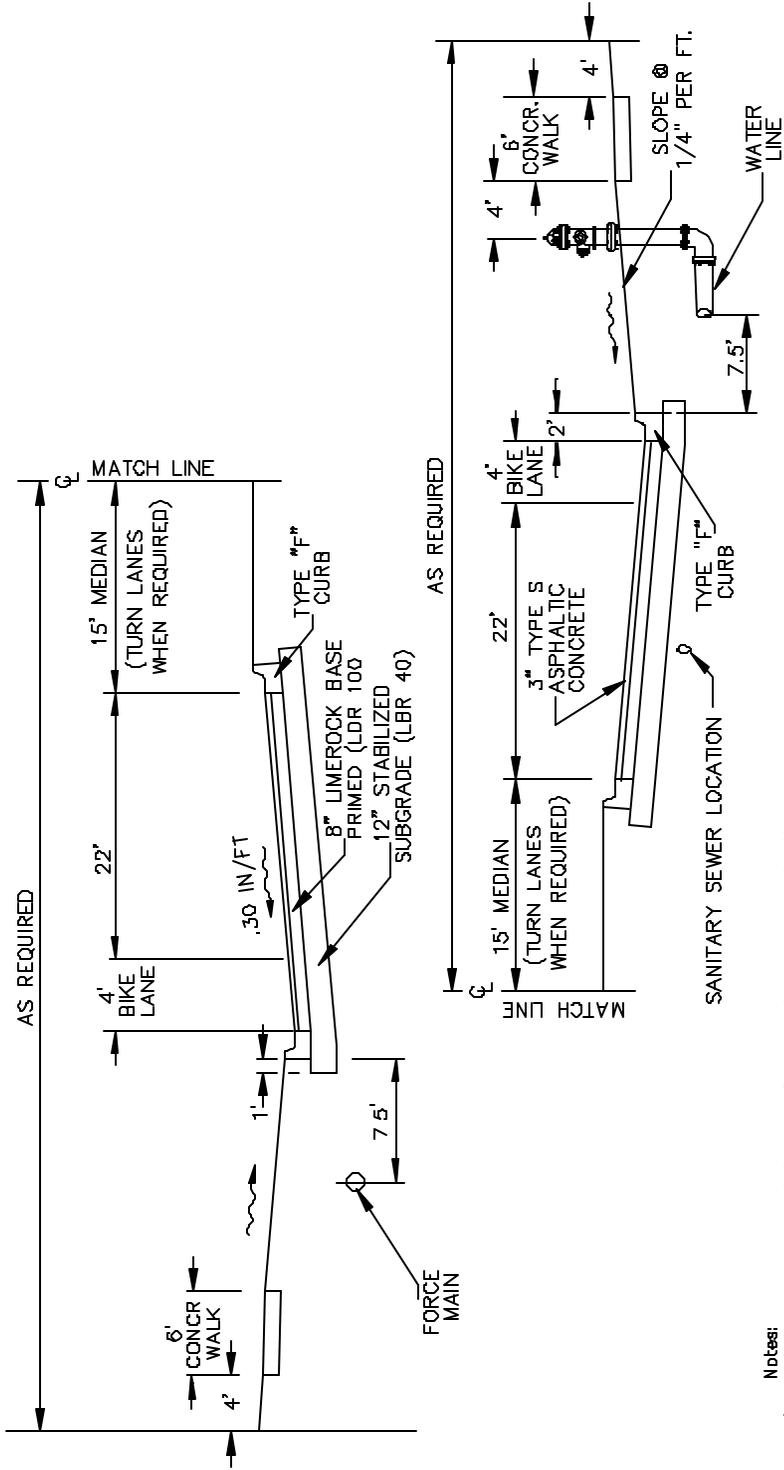 AS REQUIRED
℄
MATCH LINE
4'
6'
CONCR
WALK
1'
4'
BIKE
LANE
22'
15' MEDIAN
(TURN LANES
WHEN REQUIRED)
.30 IN/FT
TYPE "F"
CURB
8" LIMEROCK BASE
PRIMED (LDR 100
12" STABILIZED
SUBGRADE (LBR 40)
75'
FORCE
MAIN
AS REQUIRED
℄
MATCH LINE
15' MEDIAN
(TURN LANES
WHEN REQUIRED)
22'
4'
BIKE
LANE
2'
4'
6'
CONCR.
WALK
4'
3" TYPE S
ASPHALTIC
CONCRETE
TYPE "F"
CURB
SLOPE @
1/4" PER FT.
7.5'
WATER
LINE
SANITARY SEWER LOCATION
Notes: